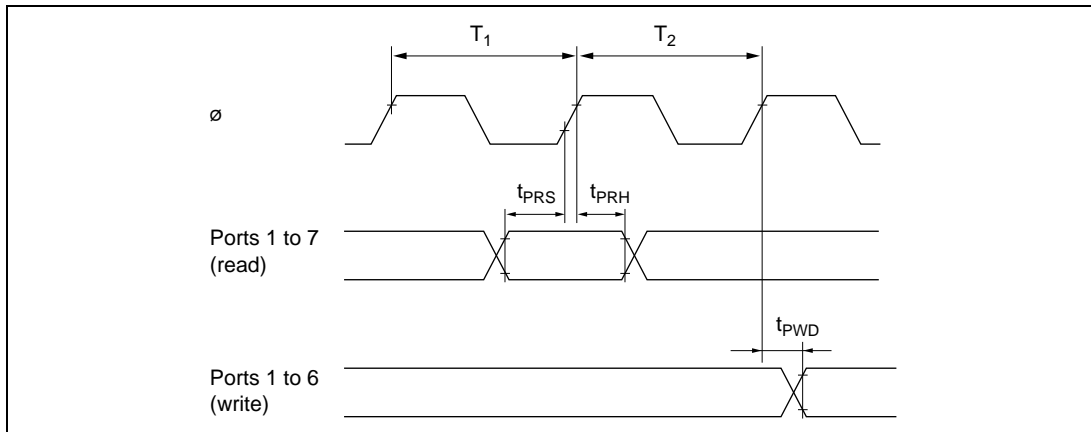 T₁ T₂
ø
tPRS tPRH
Ports 1 to 7
(read)
tPWD
Ports 1 to 6
(write)